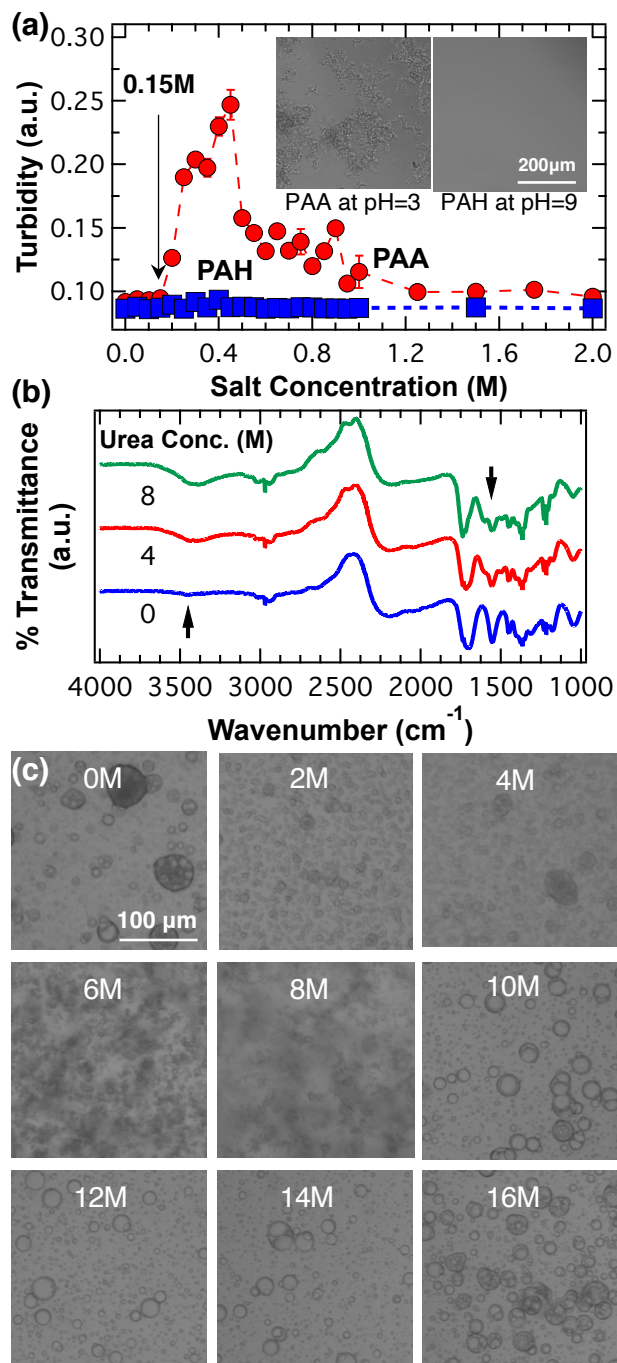 (a)
0.30
0.25
0.20
0.15
0.10
Turbidity (a.u.)
0.15M
PAA at pH=3
200μm
PAH at pH=9
PAH
PAA
0.0 0.4 0.8 1.2 1.6 2.0
Salt Concentration (M)
(b)
% Transmittance
(a.u.)
Urea Conc. (M)
8
4
0
4000 3500 3000 2500 2000 1500 1000
Wavenumber (cm⁻¹)
(c)
0M 2M 4M
100 μm
6M 8M 10M
12M 14M 16M